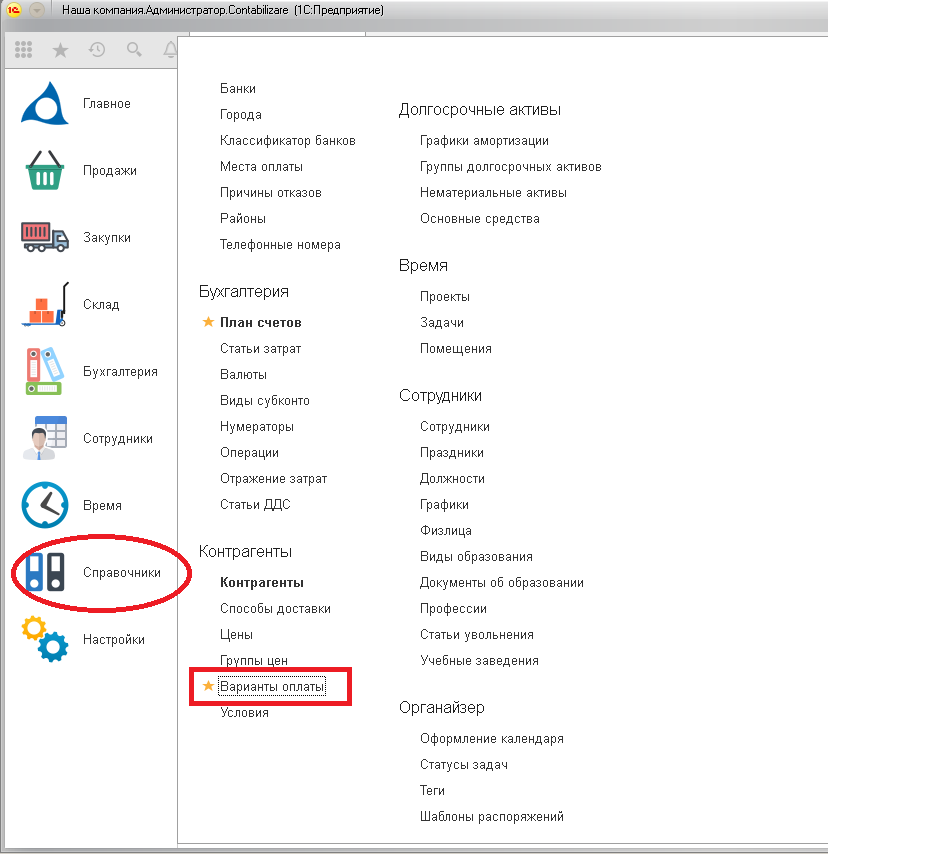 Наша компания.Администратор.Contabilizare (1С:Предприятие)
Главное
Продажи
Закупки
Склад
Бухгалтерия
Сотрудники
Время
Справочники
Настройки
Банки
Города
Классификатор банков
Места оплаты
Причины отказов
Районы
Телефонные номера
Бухгалтерия
План счетов
Статьи затрат
Валюты
Виды субконто
Нумераторы
Операции
Отражение затрат
Статьи ДДС
Контрагенты
Контрагенты
Способы доставки
Цены
Группы цен
Варианты оплаты
Условия
Долгосрочные активы
Графики амортизации
Группы долгосрочных активов
Нематериальные активы
Основные средства
Время
Проекты
Задачи
Помещения
Сотрудники
Сотрудники
Праздники
Должности
Графики
Физлица
Виды образования
Документы об образовании
Профессии
Статьи увольнения
Учебные заведения
Органайзер
Оформление календаря
Статусы задач
Теги
Шаблоны распоряжений